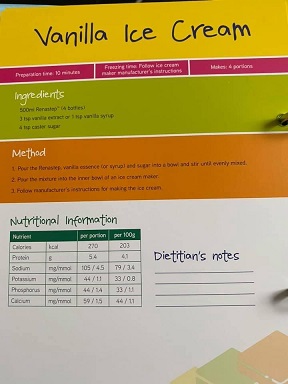 Vanilla Ice Cream
Preparation time: 10 minutes
Freezing time: Follow ice cream
maker manufacturer's instructions
Makes: 4 portions
Ingredients
500ml Renastep™ (4 bottles)
3 tsp vanilla extract or 1 tsp vanilla syrup
4 tsp caster sugar
Method
1. Pour the Renastep, vanilla essence (or syrup) and sugar into a bowl and stir until evenly mixed.
2. Pour the mixture into the inner bowl of an ice cream maker.
3. Follow manufacturer's instructions for making the ice cream.
Nutritional Information
Nutrient per portion per 100g
Calories kcal 270 203
Protein g 5.4 4.1
Sodium mg/mmol 105 / 4.5 79 / 3.4
Potassium mg/mmol 44 / 1.1 33 / 0.8
Phosphorus mg/mmol 44 / 1.4 33 / 1.1
Calcium mg/mmol 59 / 1.5 44 / 1.1
Dietitian's notes